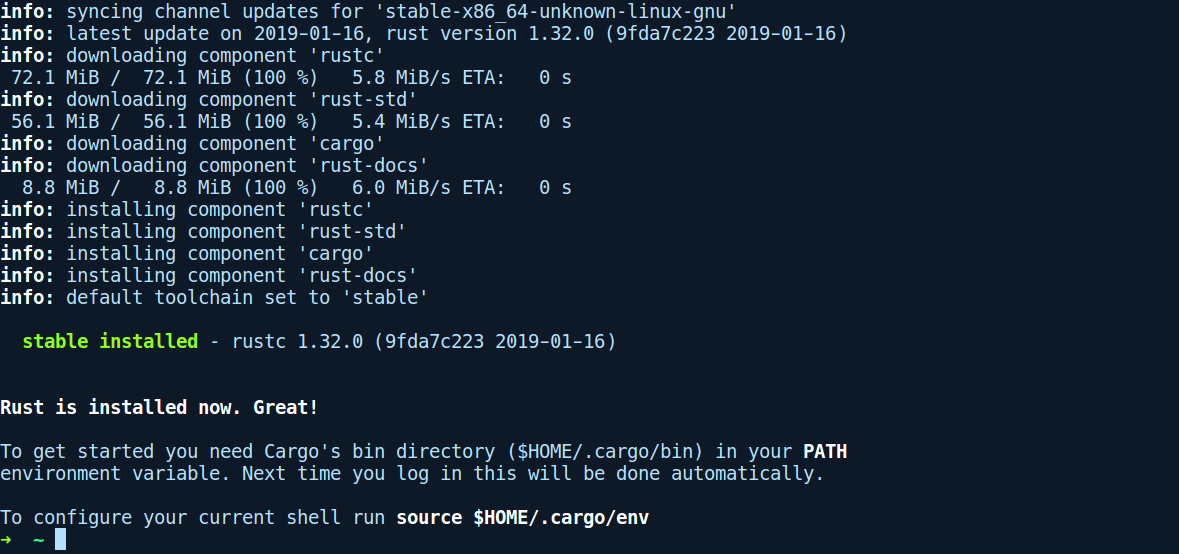 info: syncing channel updates for 'stable-x86_64-unknown-linux-gnu'
info: latest update on 2019-01-16, rust version 1.32.0 (9fda7c223 2019-01-16)
info: downloading component 'rustc'
 72.1 MiB /  72.1 MiB (100 %)   5.8 MiB/s ETA:   0 s
info: downloading component 'rust-std'
 56.1 MiB /  56.1 MiB (100 %)   5.4 MiB/s ETA:   0 s
info: downloading component 'cargo'
info: downloading component 'rust-docs'
  8.8 MiB /   8.8 MiB (100 %)   6.0 MiB/s ETA:   0 s
info: installing component 'rustc'
info: installing component 'rust-std'
info: installing component 'cargo'
info: installing component 'rust-docs'
info: default toolchain set to 'stable'
  stable installed - rustc 1.32.0 (9fda7c223 2019-01-16)
Rust is installed now. Great!
To get started you need Cargo's bin directory ($HOME/.cargo/bin) in your PATH
environment variable. Next time you log in this will be done automatically.
To configure your current shell run source $HOME/.cargo/env
➜  ~